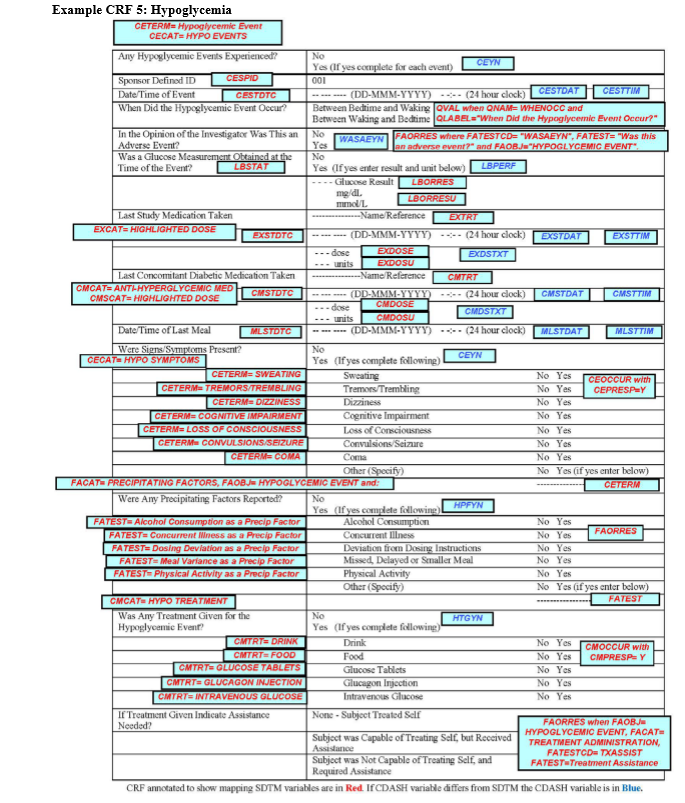 Example CRF 5: Hypoglycemia
CETERM= Hypoglycemic Event
CECAT= HYPO EVENTS
Any Hypoglycemic Events Experienced?
No
Yes (If yes complete for each event)
CEYN
Sponsor Defined ID
CESPID
001
Date/Time of Event
CESTDTC
-- --- ---- (DD-MMM-YYYY) --:-- (24 hour clock)
CESTDAT
CESTTIM
When Did the Hypoglycemic Event Occur?
Between Bedtime and Waking
Between Waking and Bedtime
QVAL when QNAM= WHENOCC and
QLABEL="When Did the Hypoglycemic Event Occur?"
In the Opinion of the Investigator Was This an
Adverse Event?
No
Yes
WASAEYN
FAORRES where FATESTCD= "WASAEYN", FATEST= "Was this
an adverse event?" and FAOBJ="HYPOGLYCEMIC EVENT".
Was a Glucose Measurement Obtained at the
Time of the Event?
LBSTAT
No
Yes (If yes enter result and unit below)
LBPERF
- - - - Glucose Result
LBORRES
mg/dL
mmol/L
LBORRESU
Last Study Medication Taken
---------------Name/Reference
EXTRT
EXCAT= HIGHLIGHTED DOSE
EXSTDTC
-- --- ---- (DD-MMM-YYYY) --:-- (24 hour clock)
EXSTDAT
EXSTTIM
- - - dose
EXDOSE
EXDSTXT
- - - units
EXDOSU
Last Concomitant Diabetic Medication Taken
---------------Name/Reference
CMTRT
CMCAT= ANTI-HYPERGLYCEMIC MED
CMSCAT= HIGHLIGHTED DOSE
CMSTDTC
-- --- ---- (DD-MMM-YYYY) --:-- (24 hour clock)
CMSTDAT
CMSTTIM
- - - dose
CMDOSE
CMDSTXT
- - - units
CMDOSU
Date/Time of Last Meal
MLSTDTC
-- --- ---- (DD-MMM-YYYY) --:-- (24 hour clock)
MLSTDAT
MLSTTIM
Were Signs/Symptoms Present?
No
Yes (If yes complete following)
CEYN
CECAT= HYPO SYMPTOMS
CETERM= SWEATING
Sweating
No Yes
CEOCCUR with
CEPRESP=Y
CETERM= TREMORS/TREMBLING
Tremors/Trembling
No Yes
CETERM= DIZZINESS
Dizziness
No Yes
CETERM= COGNITIVE IMPAIRMENT
Cognitive Impairment
No Yes
CETERM= LOSS OF CONSCIOUSNESS
Loss of Consciousness
No Yes
CETERM= CONVULSIONS/SEIZURE
Convulsions/Seizure
No Yes
CETERM= COMA
Coma
No Yes
Other (Specify)
No Yes (if yes enter below)
FACAT= PRECIPITATING FACTORS, FAOBJ= HYPOGLYCEMIC EVENT and:
---------------
CETERM
Were Any Precipitating Factors Reported?
No
Yes (If yes complete following)
HPFYN
FATEST= Alcohol Consumption as a Precip Factor
Alcohol Consumption
No Yes
FAORRES
FATEST= Concurrent Illness as a Precip Factor
Concurrent Illness
No Yes
FATEST= Dosing Deviation as a Precip Factor
Deviation from Dosing Instructions
No Yes
FATEST= Meal Variance as a Precip Factor
Missed, Delayed or Smaller Meal
No Yes
FATEST= Physical Activity as a Precip Factor
Physical Activity
No Yes
Other (Specify)
No Yes (if yes enter below)
CMCAT= HYPO TREATMENT
---------------
FATEST
Was Any Treatment Given for the
Hypoglycemic Event?
No
Yes (If yes complete following)
HTGYN
CMTRT= DRINK
Drink
No Yes
CMOCCUR with
CMPRESP= Y
CMTRT= FOOD
Food
No Yes
CMTRT= GLUCOSE TABLETS
Glucose Tablets
No Yes
CMTRT= GLUCAGON INJECTION
Glucagon Injection
No Yes
CMTRT= INTRAVENOUS GLUCOSE
Intravenous Glucose
No Yes
If Treatment Given Indicate Assistance
Needed?
None - Subject Treated Self
Subject was Capable of Treating Self, but Received
Assistance
Subject was Not Capable of Treating Self, and
Required Assistance
FAORRES when FAOBJ=
HYPOGLYCEMIC EVENT, FACAT=
TREATMENT ADMINISTRATION,
FATESTCD= TXASSIST
FATEST=Treatment Assistance
CRF annotated to show mapping SDTM variables are in Red. If CDASH variable differs from SDTM the CDASH variable is in Blue.